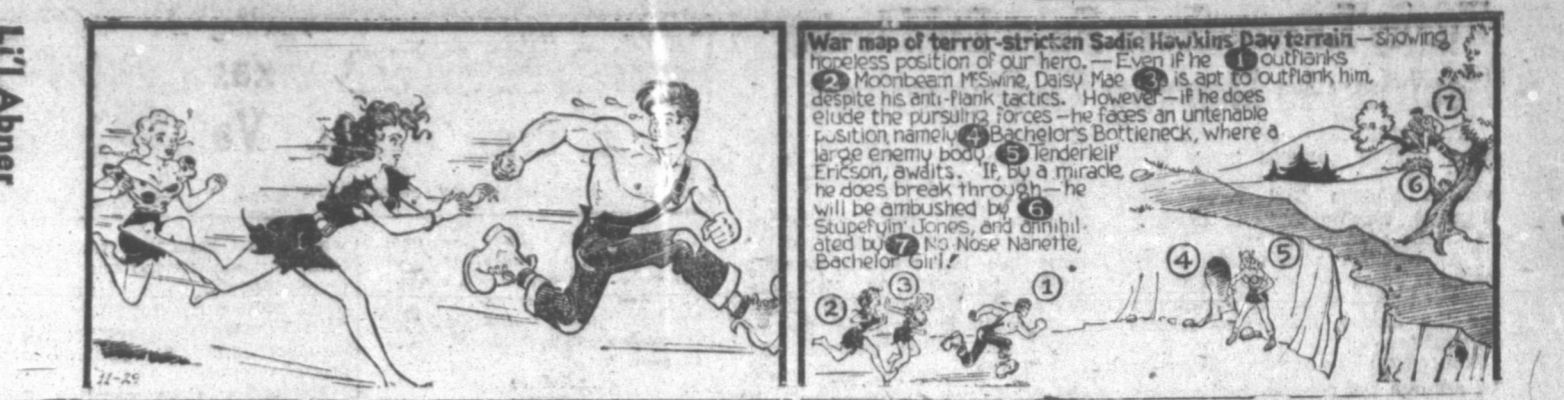 Li'l Abner
11-29
War map of terror-stricken Sadie Hawkins Day terrain — showing
hopeless position of our hero. — Even if he 1 outflanks
2 Moonbeam McSwine, Daisy Mae 3 is apt to outflank him,
despite his anti-flank tactics. However — if he does
elude the pursuing forces — he faces an untenable
position, namely 4 Bachelor's Bottleneck, where a
large enemy body, 5 Tenderleif
Ericson, awaits. If, by a miracle,
he does break through — he
will be ambushed by 6
Stupefyin' Jones, and annihil-
ated by 7 No Nose Nanette,
Bachelor Girl!
7
6
5
4
3
1
2